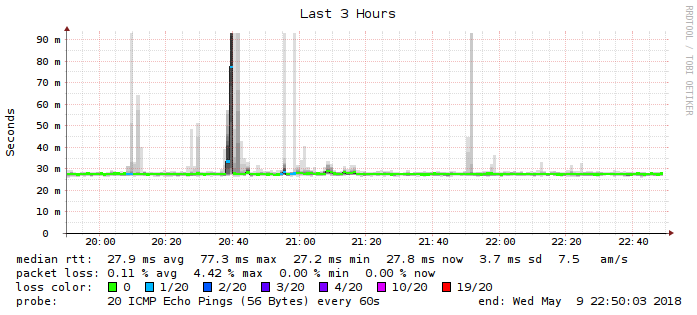 Last 3 Hours
RRDTOOL / TOBI OETIKER
Seconds
90 m
80 m
70 m
60 m
50 m
40 m
30 m
20 m
10 m
0
20:00 20:20 20:40 21:00 21:20 21:40 22:00 22:20 22:40
median rtt: 27.9 ms avg 77.3 ms max 27.2 ms min 27.8 ms now 3.7 ms sd 7.5 am/s
packet loss: 0.11 % avg 4.42 % max 0.00 % min 0.00 % now
loss color: 0 1/20 2/20 3/20 4/20 10/20 19/20
probe: 20 ICMP Echo Pings (56 Bytes) every 60s end: Wed May 9 22:50:03 2018